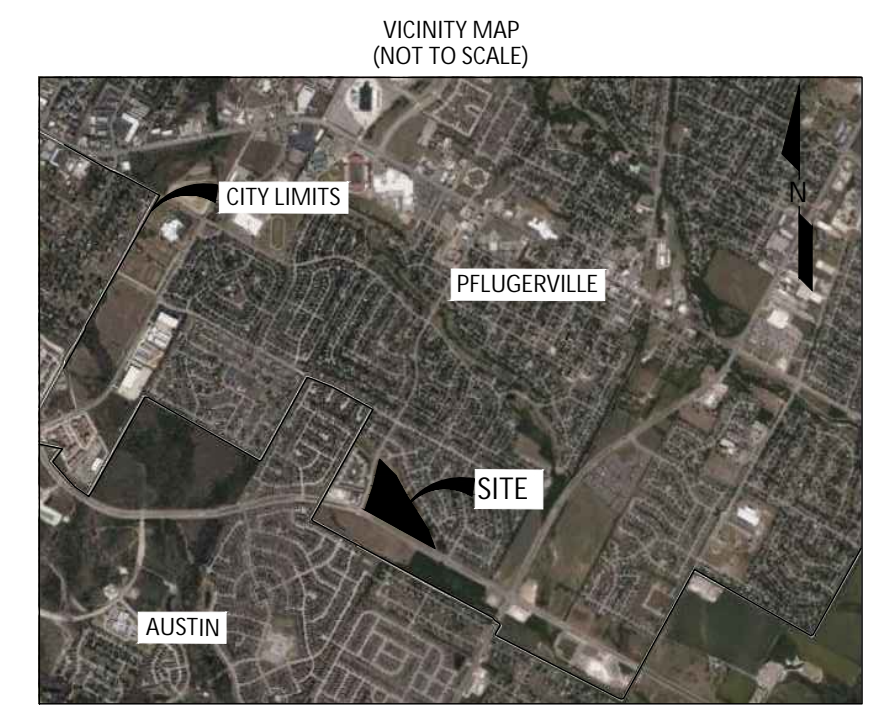 VICINITY MAP
(NOT TO SCALE)
N
CITY LIMITS
PFLUGERVILLE
SITE
AUSTIN